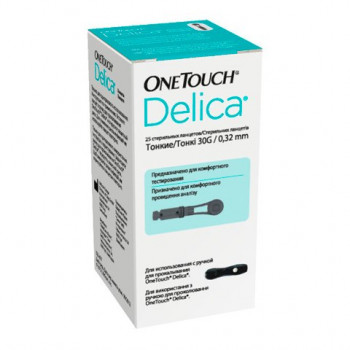 ONETOUCH®
Delica®
25 стерильных ланцетов/Стерильних ланцетів
Тонкие/Тонкі 30G / 0,32 mm
Предназначено для комфортного
тестирования
Призначено для комфортного
проведення аналізу
Для использования с ручкой
для прокалывания
OneTouch® Delica®.
Для використання з
ручкою для проколювання
OneTouch® Delica®.